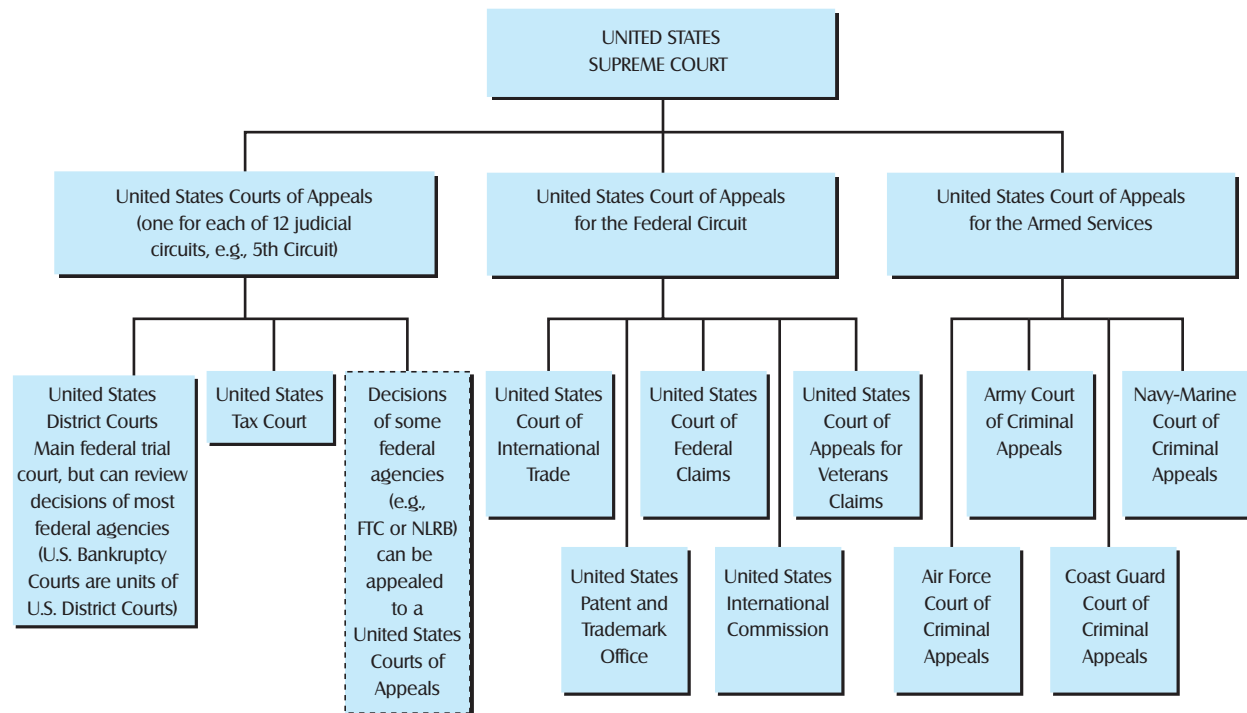 UNITED STATES
SUPREME COURT
United States Courts of Appeals
(one for each of 12 judicial
circuits, e.g., 5th Circuit)
United States Court of Appeals
for the Federal Circuit
United States Court of Appeals
for the Armed Services
United States
District Courts
Main federal trial
court, but can review
decisions of most
federal agencies
(U.S. Bankruptcy
Courts are units of
U.S. District Courts)
United States
Tax Court
Decisions
of some
federal
agencies
(e.g.,
FTC or NLRB)
can be
appealed
to a
United States
Courts of
Appeals
United States
Court of
International
Trade
United States
Court of
Federal
Claims
United States
Court of
Appeals for
Veterans
Claims
United States
Patent and
Trademark
Office
United States
International
Commission
Army Court
of Criminal
Appeals
Navy-Marine
Court of
Criminal
Appeals
Air Force
Court of
Criminal
Appeals
Coast Guard
Court of
Criminal
Appeals